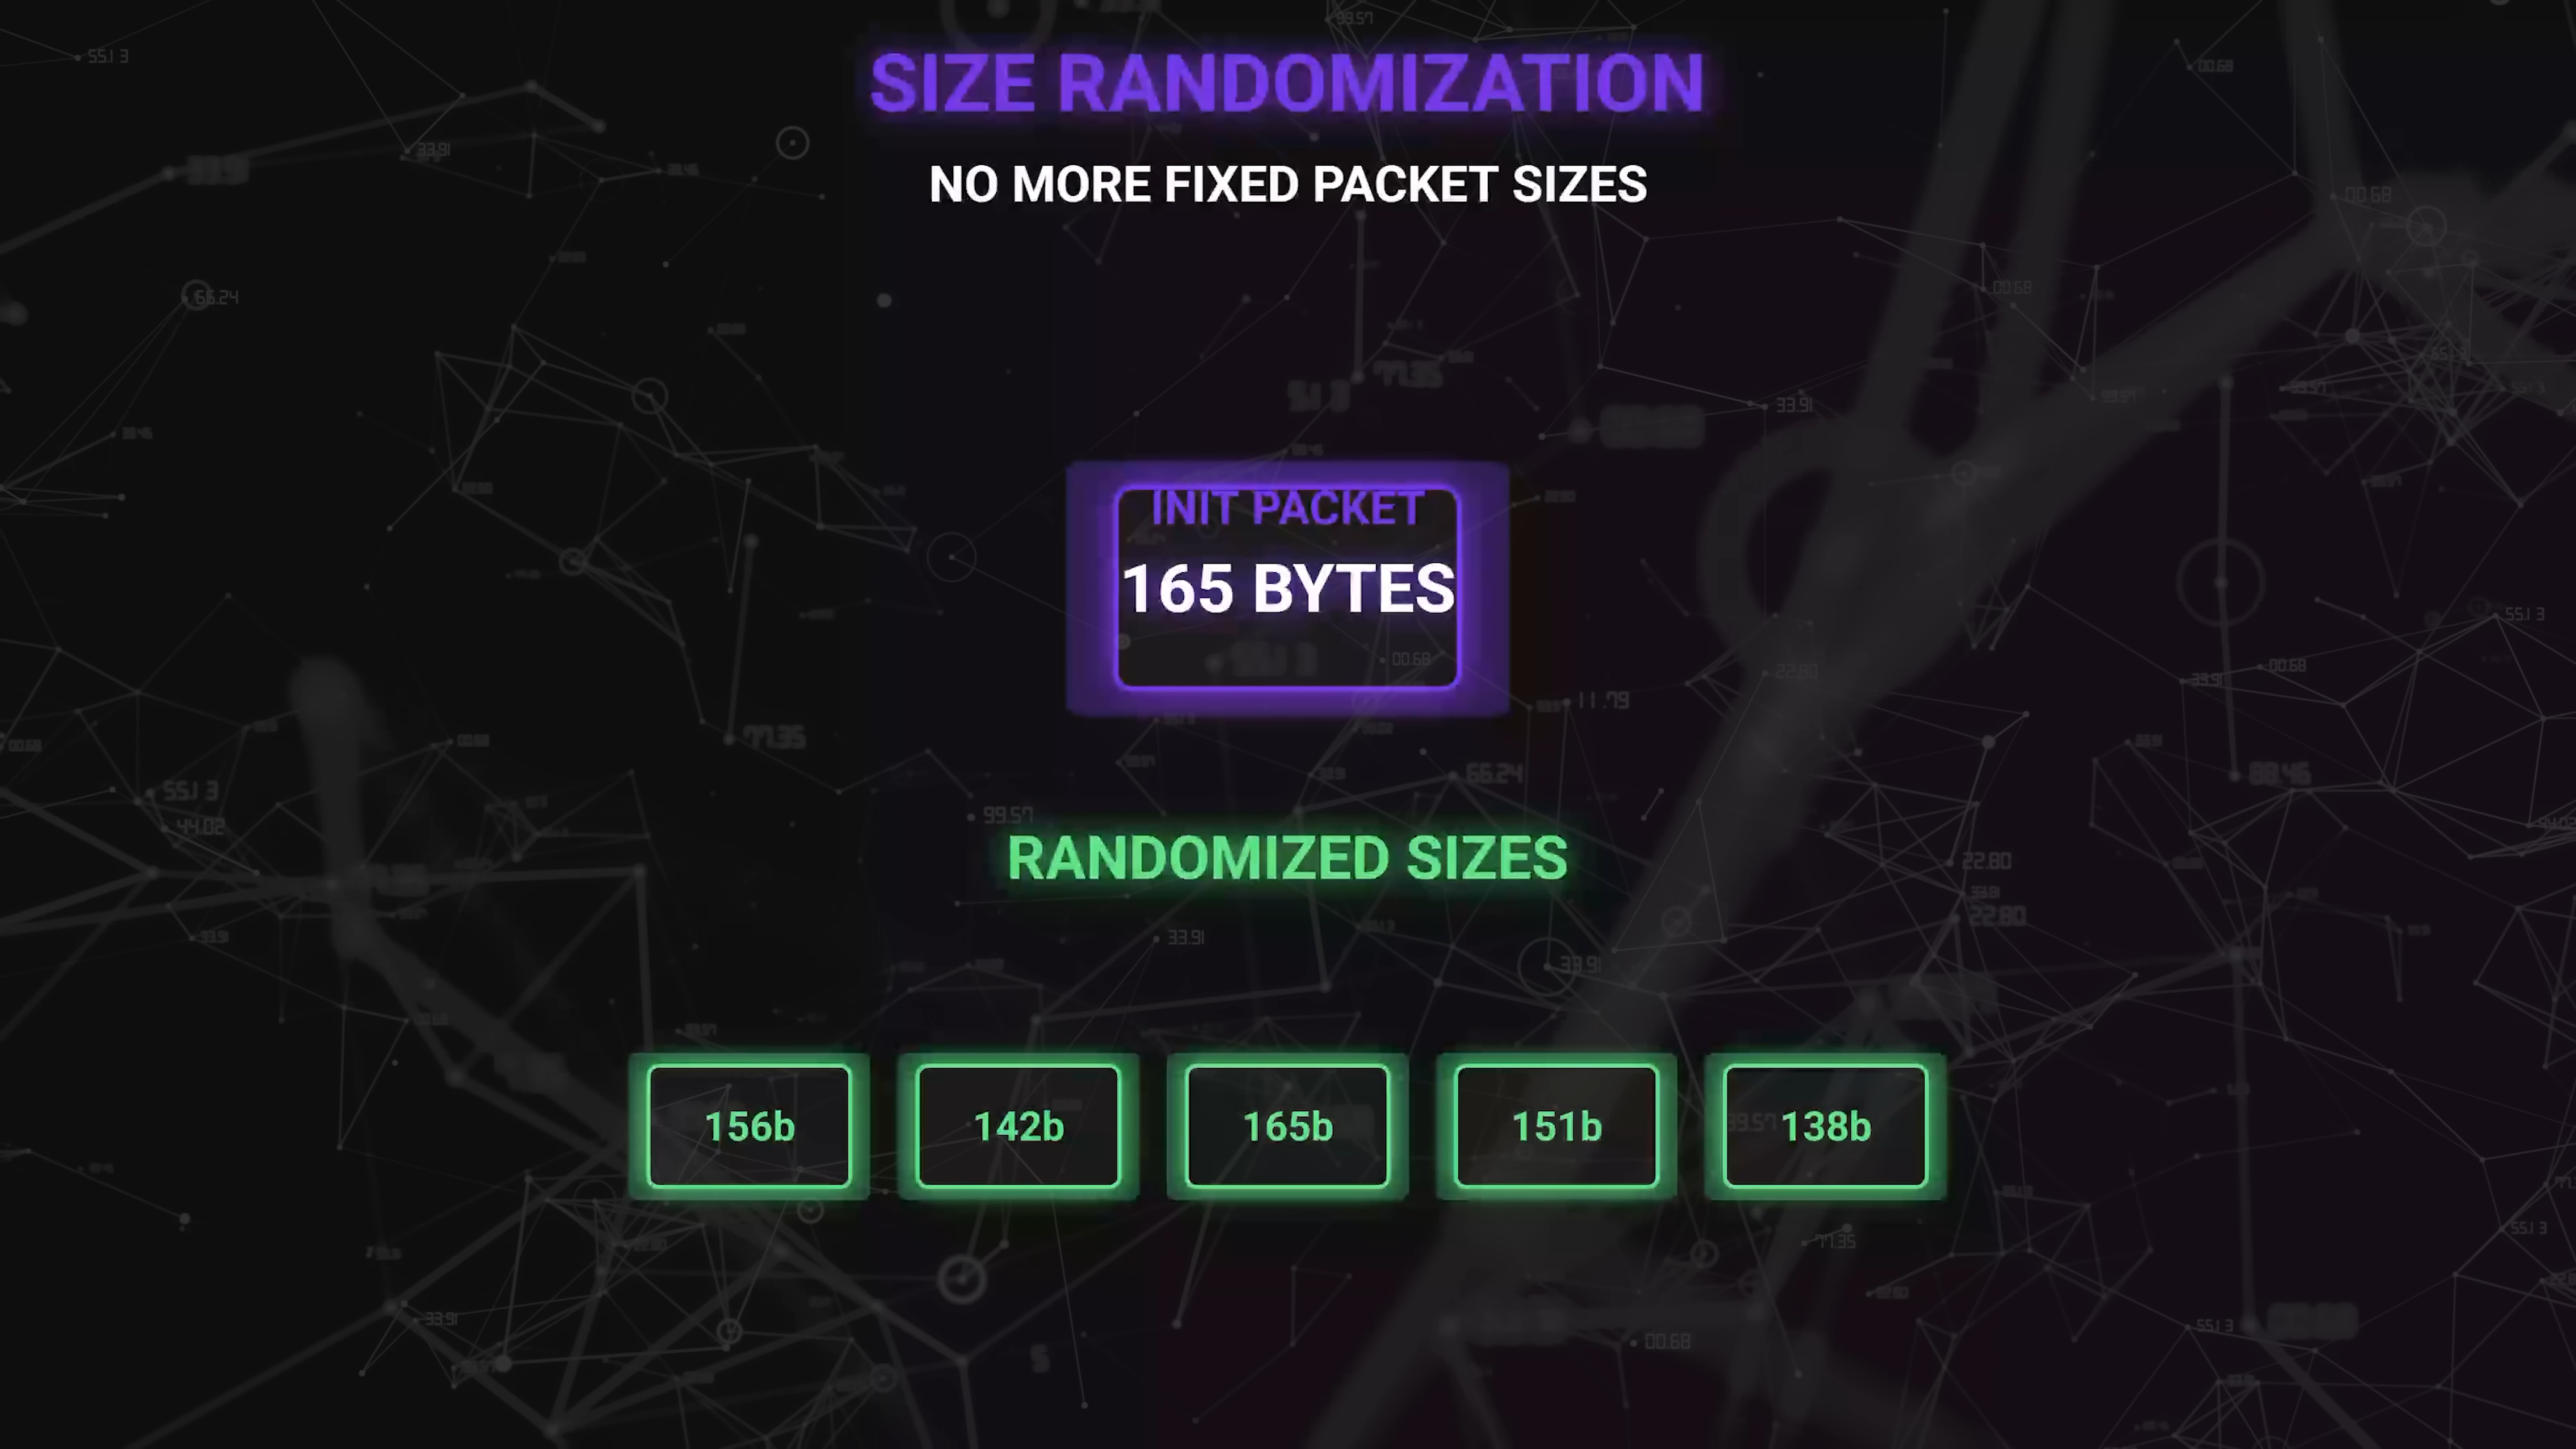 SIZE RANDOMIZATION
NO MORE FIXED PACKET SIZES
INIT PACKET
165 BYTES
RANDOMIZED SIZES
156b 142b 165b 151b 138b